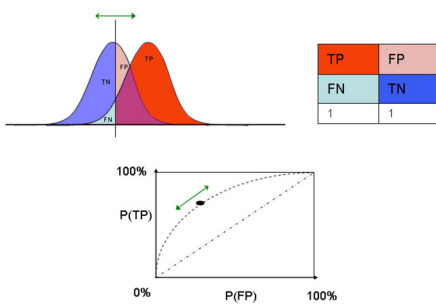 FP
TP
TN
FN
TP FP
FN TN
1 1
100%
P(TP)
0%
P(FP)
100%